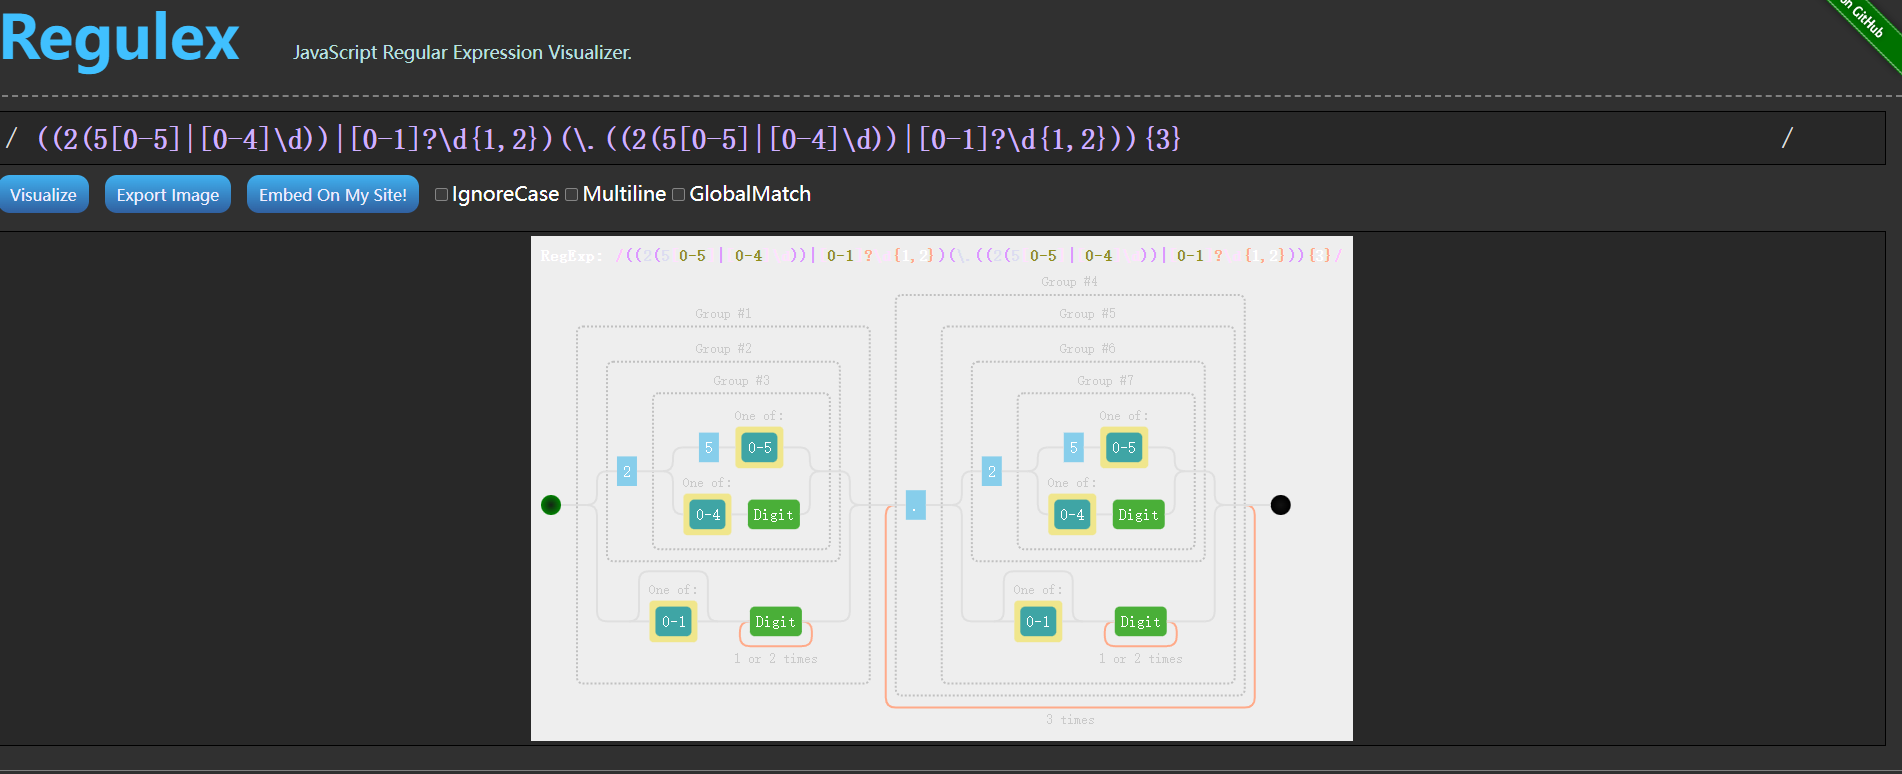 Regulex
JavaScript Regular Expression Visualizer.
on GitHub
/ ((2(5[0-5]|[0-4]\d))|[0-1]?\d{1,2})(\.((2(5[0-5]|[0-4]\d))|[0-1]?\d{1,2})){3} /
Visualize Export Image Embed On My Site! IgnoreCase Multiline GlobalMatch
RegExp: /((2(5 0-5 | 0-4 ))| 0-1 ? {1,2})(\.((2(5 0-5 | 0-4 ))| 0-1 ? {1,2})){3}/
Group #4
Group #1 Group #5
Group #2 Group #6
Group #3 Group #7
One of: One of:
5 0-5 5 0-5
2 2
One of: One of:
. 
0-4 Digit 0-4 Digit
One of: One of:
0-1 Digit 0-1 Digit
1 or 2 times 1 or 2 times
3 times